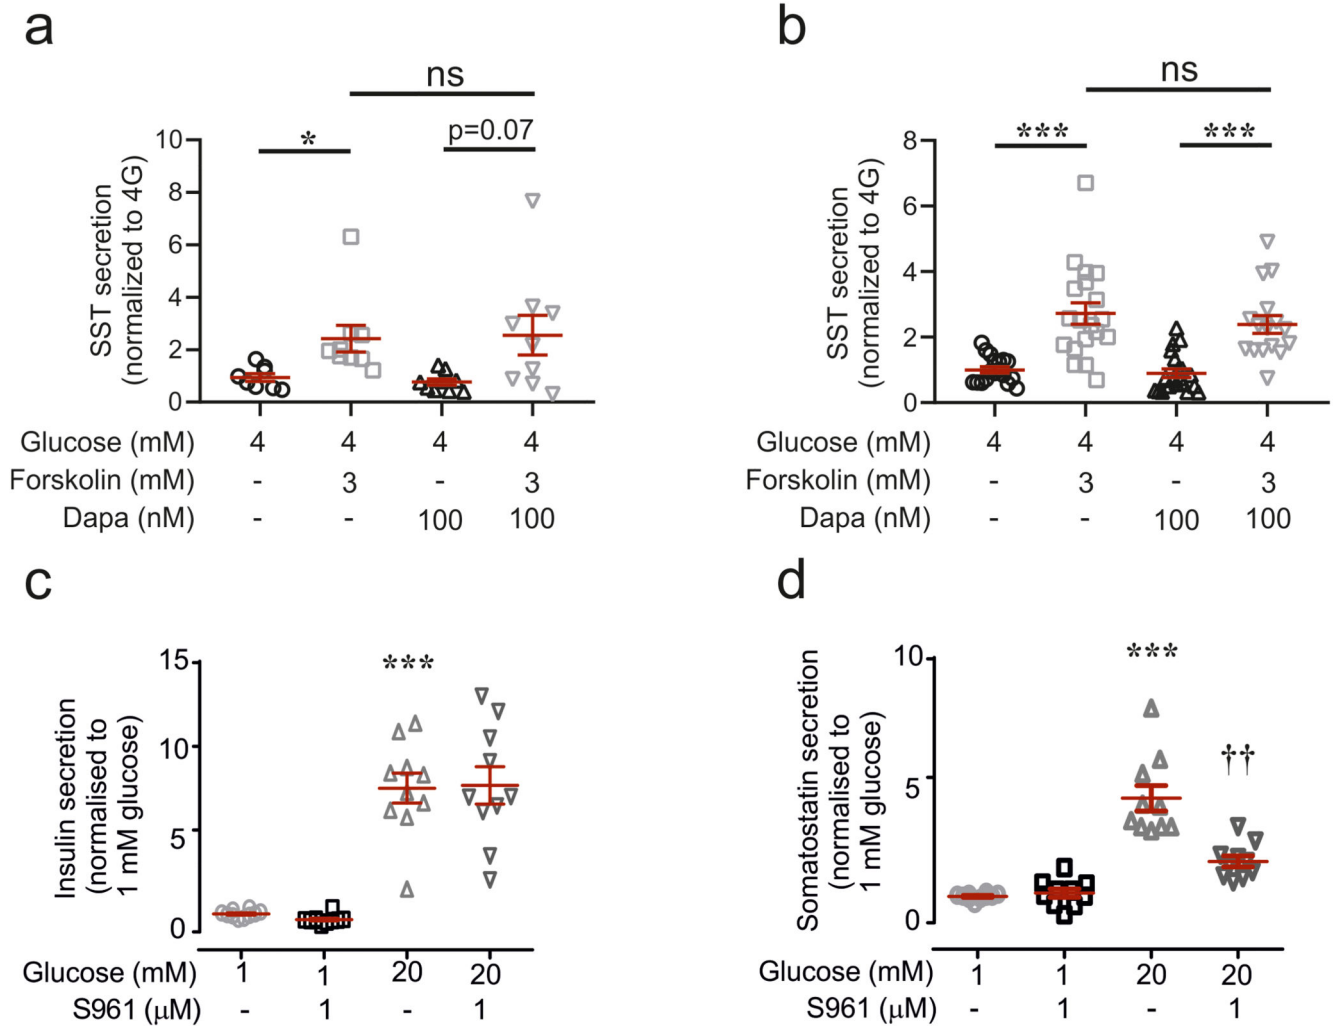 a
ns
*
p=0.07
10
8
6
4
2
0
SST secretion
(normalized to 4G)
Glucose (mM) 4 4 4 4
Forskolin (mM) - 3 - 3
Dapa (nM) - - 100 100
b
ns
*** ***
8
6
4
2
0
SST secretion
(normalized to 4G)
Glucose (mM) 4 4 4 4
Forskolin (mM) - 3 - 3
Dapa (nM) - - 100 100
c
***
15
10
5
0
Insulin secretion
(normalised to
1 mM glucose)
Glucose (mM) 1 1 20 20
S961 (μM) - 1 - 1
d
***
††
10
5
0
Somatostatin secretion
(normalised to
1 mM glucose)
Glucose (mM) 1 1 20 20
S961 (μM) - 1 - 1